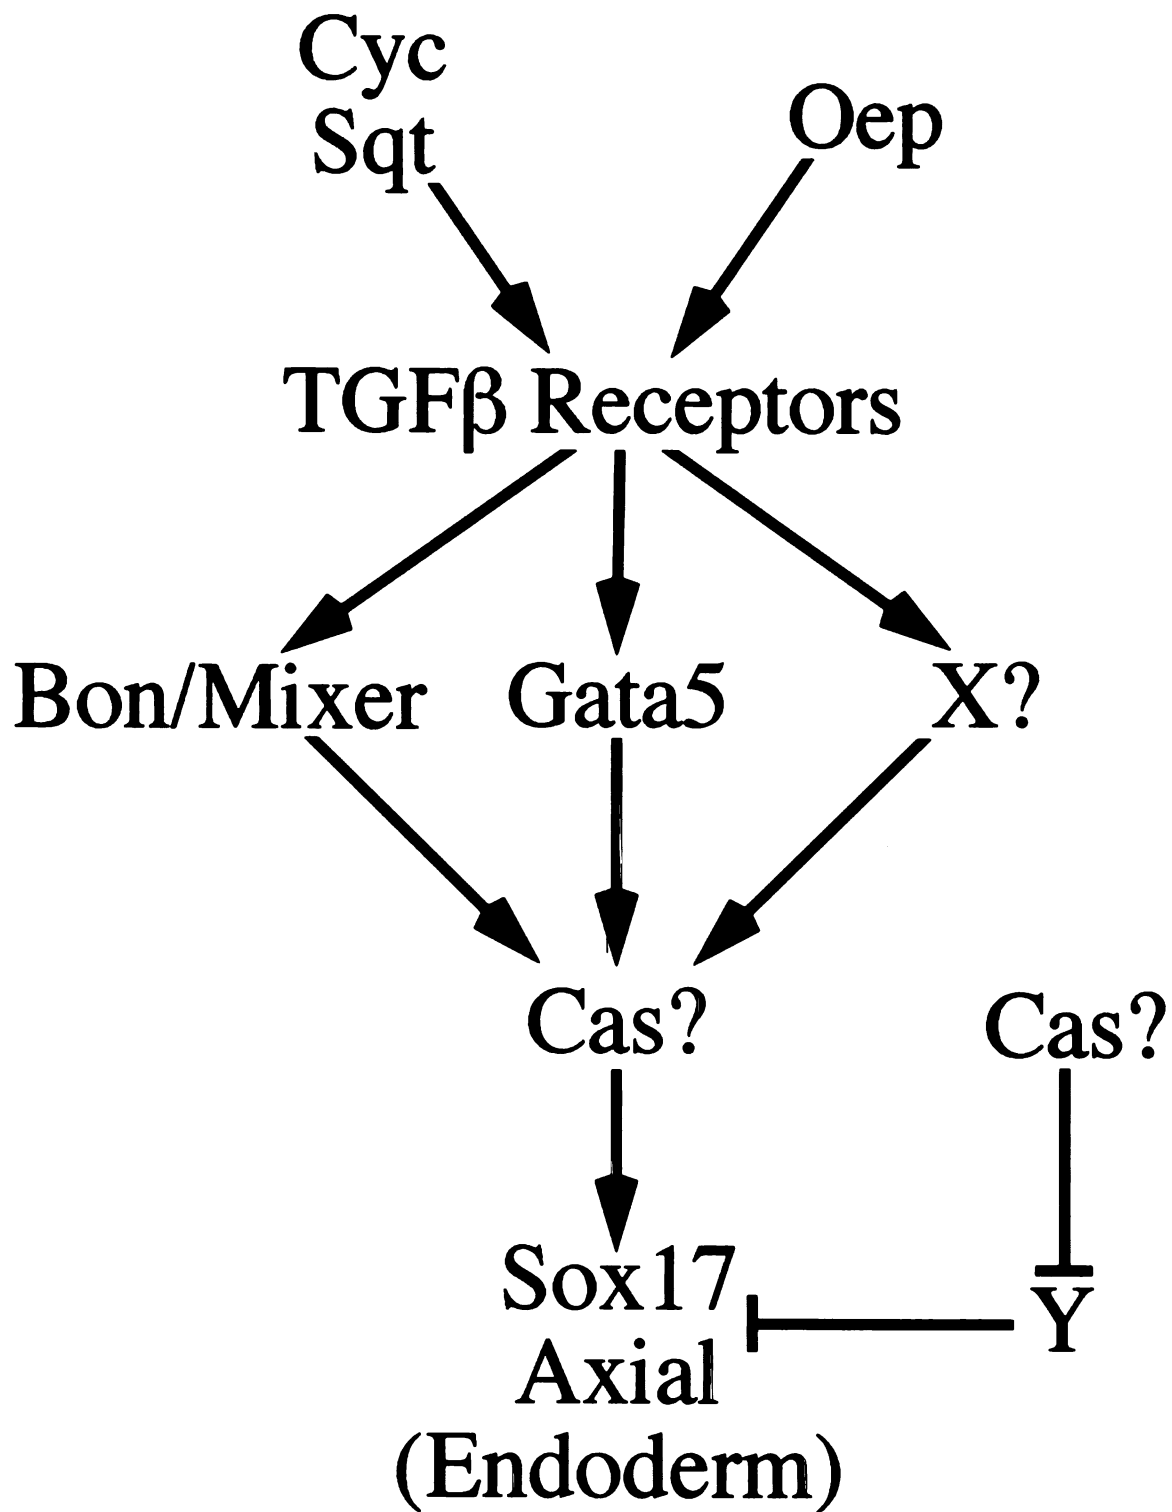 Cyc
Sqt
Oep
TGFβ Receptors
Bon/Mixer
Gata5
X?
Cas?
Cas?
Sox17
Y
Axial
(Endoderm)